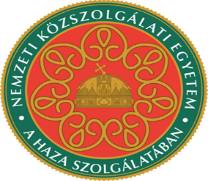 NEMZETI KÖZSZOLGÁLATI EGYETEM
• A HAZA SZOLGÁLATÁBAN •